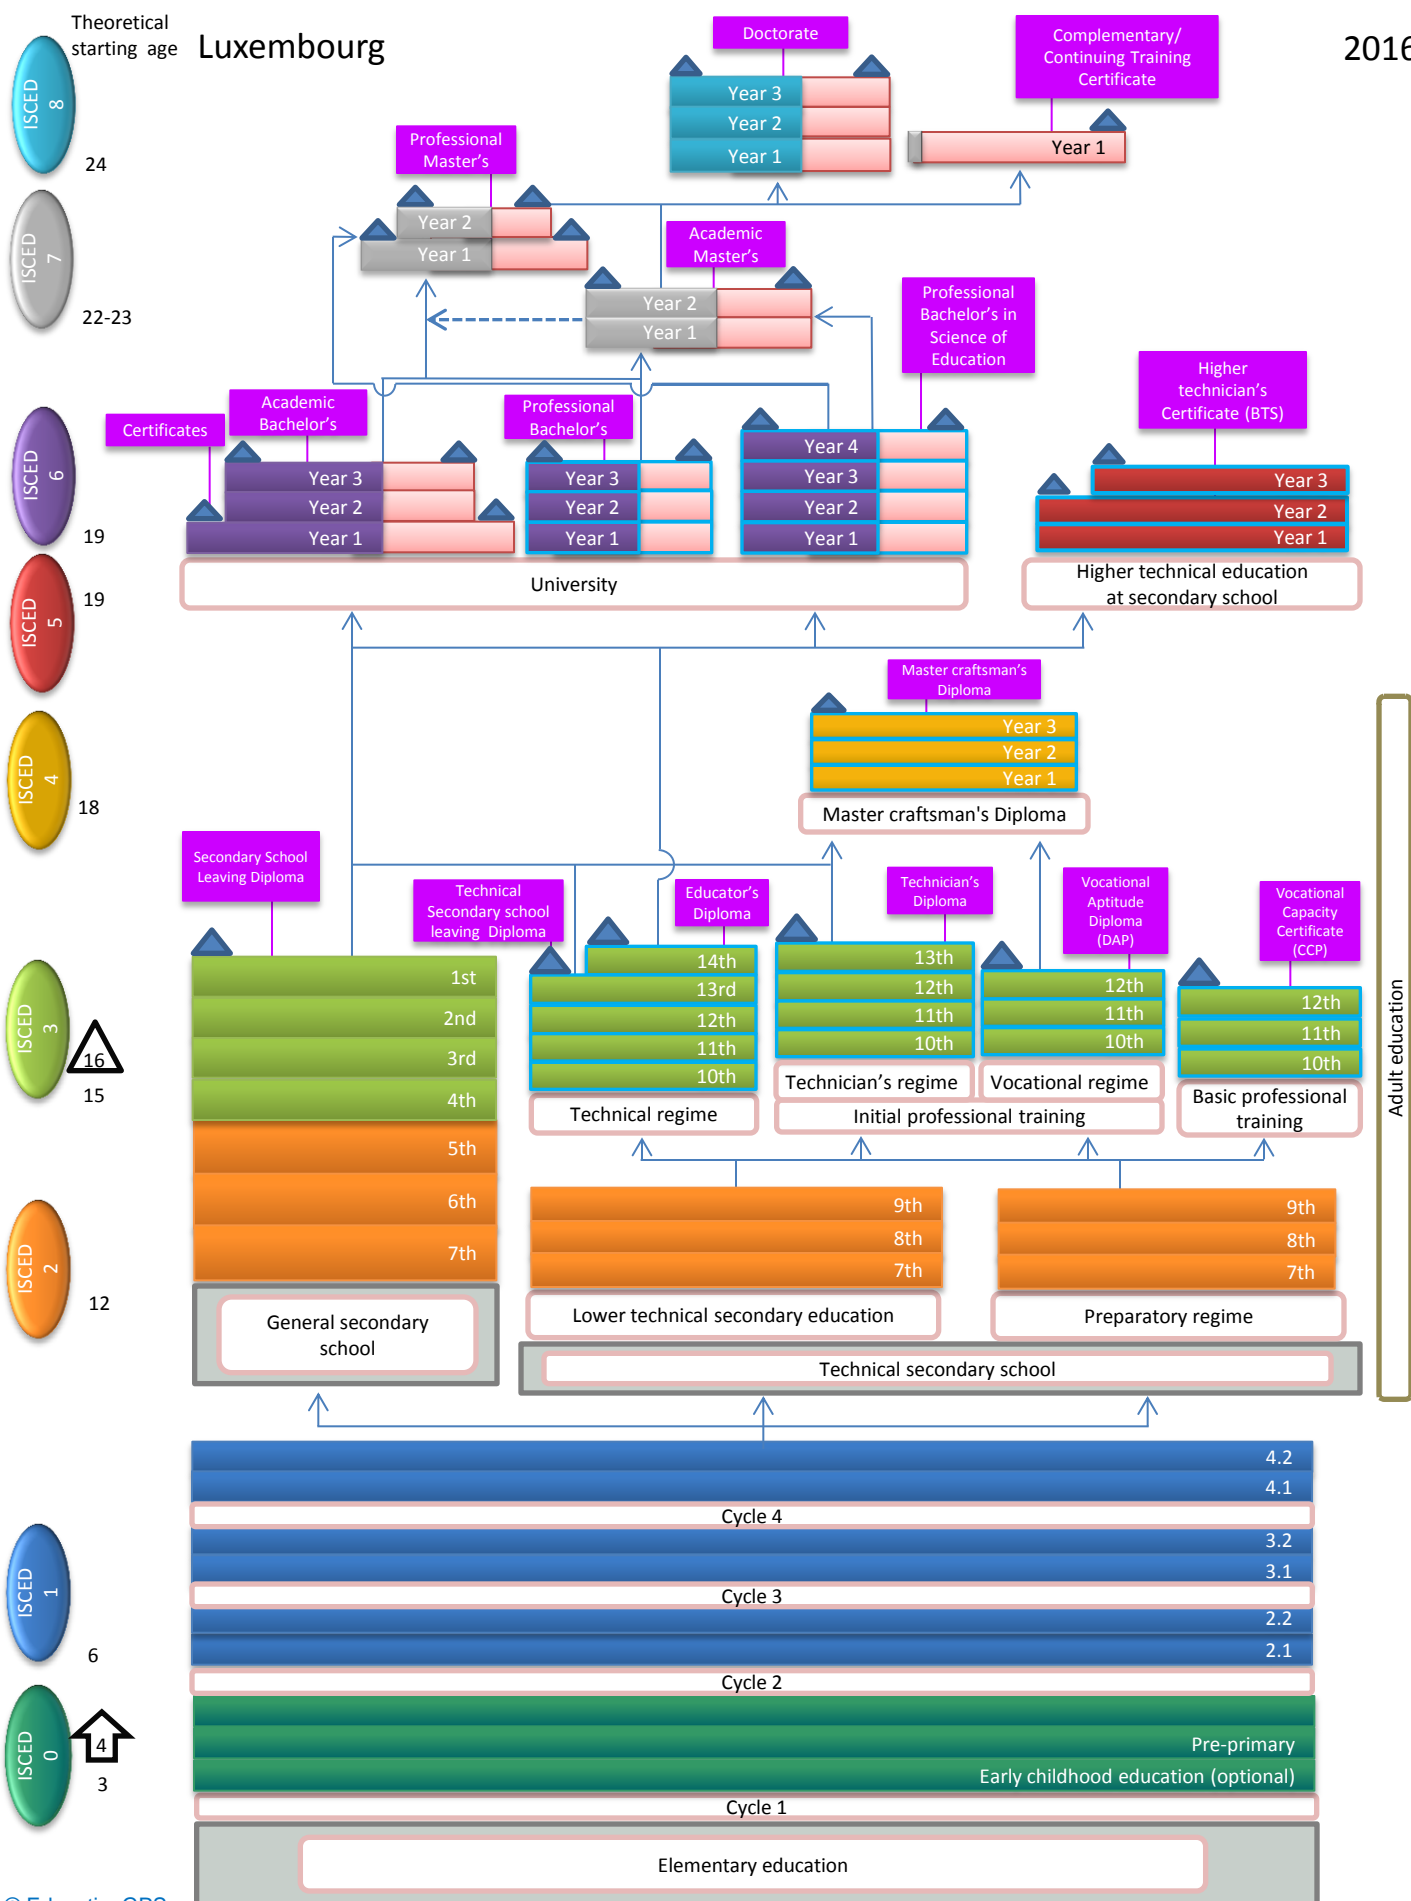 Theoretical
starting age
Luxembourg
2016
Doctorate
Complementary/
Continuing Training
Certificate
ISCED
8
24
Year 3
Year 2
Year 1
Year 1
Professional
Master's
Year 2
Year 1
Academic
Master's
ISCED
7
22-23
Year 2
Year 1
Professional
Bachelor's in
Science of
Education
Higher
technician's
Certificate (BTS)
Certificates
Academic
Bachelor's
Professional
Bachelor's
ISCED
6
19
Year 3
Year 2
Year 1
Year 3
Year 2
Year 1
Year 4
Year 3
Year 2
Year 1
Year 3
Year 2
Year 1
University
Higher technical education
at secondary school
ISCED
5
19
Master craftsman's
Diploma
ISCED
4
18
Year 3
Year 2
Year 1
Master craftsman's Diploma
Secondary School
Leaving Diploma
Technical
Secondary school
leaving Diploma
Educator's
Diploma
Technician's
Diploma
Vocational
Aptitude
Diploma
(DAP)
Vocational
Capacity
Certificate
(CCP)
ISCED
3
16
15
1st
2nd
3rd
4th
5th
6th
7th
14th
13rd
12th
11th
10th
13th
12th
11th
10th
12th
11th
10th
12th
11th
10th
Technical regime
Technician's regime
Vocational regime
Initial professional training
Basic professional
training
Adult education
ISCED
2
12
9th
8th
7th
9th
8th
7th
General secondary
school
Lower technical secondary education
Preparatory regime
Technical secondary school
4.2
4.1
Cycle 4
3.2
3.1
Cycle 3
2.2
2.1
Cycle 2
ISCED
1
6
ISCED
0
4
3
Pre-primary
Early childhood education (optional)
Cycle 1
Elementary education